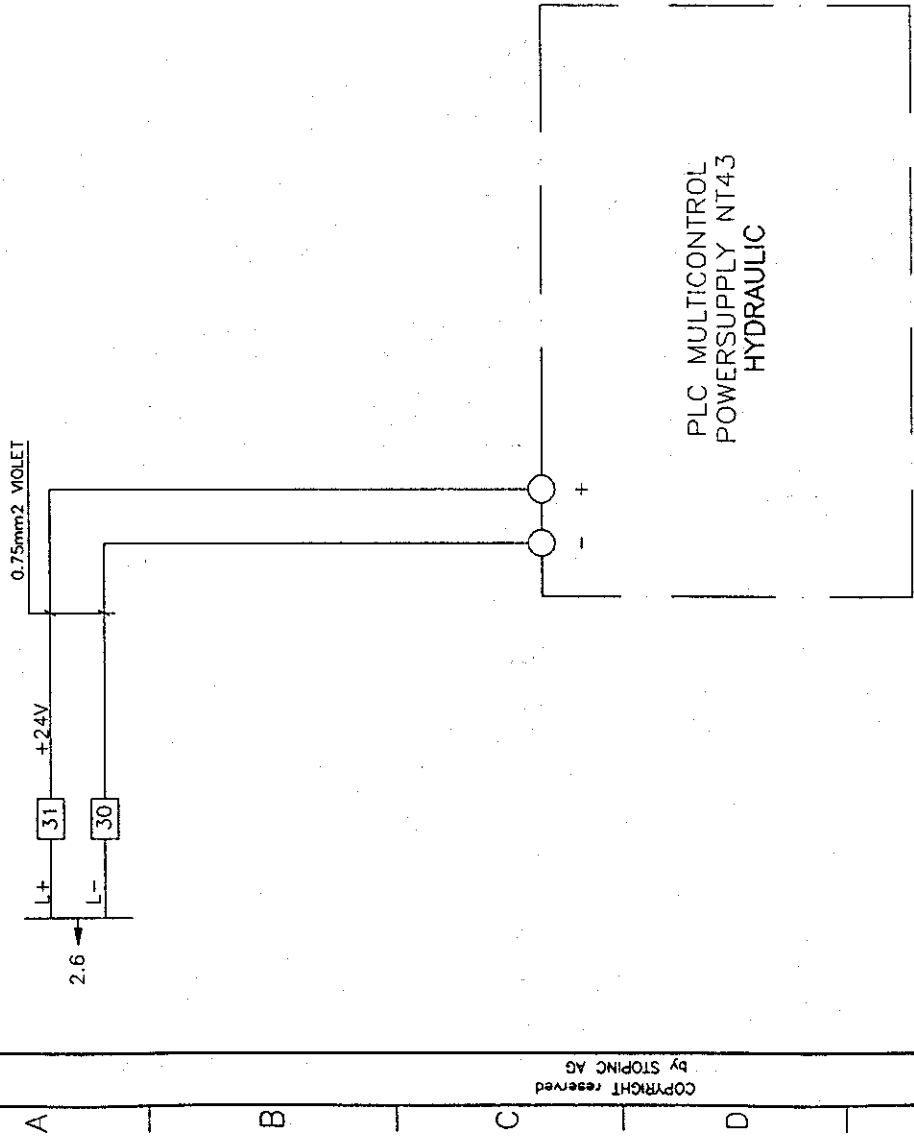 0.75mm2 VIOLET
L+
31
+24V
L-
30
2.6
+
-
PLC MULTICONTROL
POWERSUPPLY NT43
HYDRAULIC
COPYRIGHT reserved
by STOPINC AG
A
B
C
D